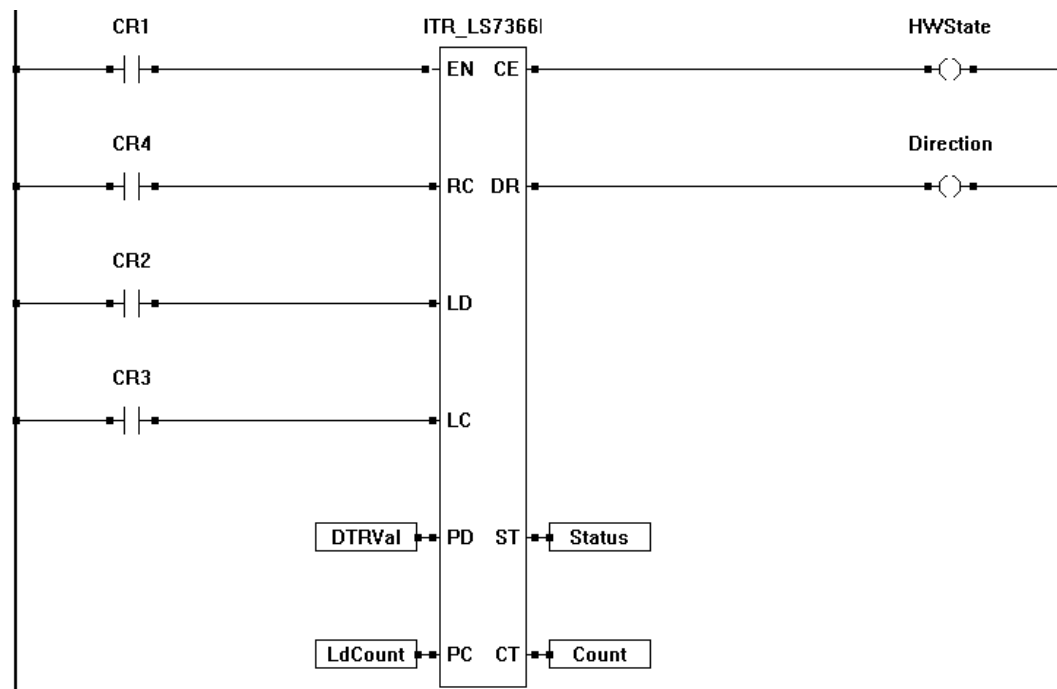 CR1 ITR_LS7366I HWState
EN CE
CR4 Direction
RC DR
CR2
LD
CR3
LC
DTRVal PD ST Status
LdCount PC CT Count